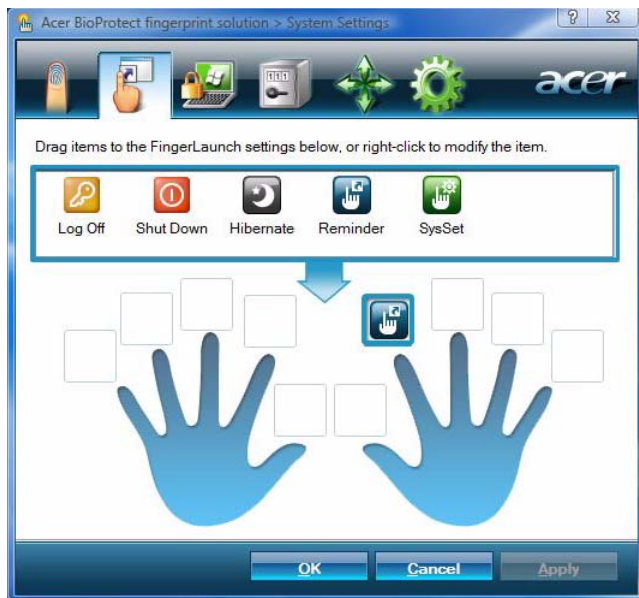 Acer BioProtect fingerprint solution > System Settings
acer
Drag items to the FingerLaunch settings below, or right-click to modify the item.
Log Off Shut Down Hibernate Reminder SysSet
OK Cancel Apply